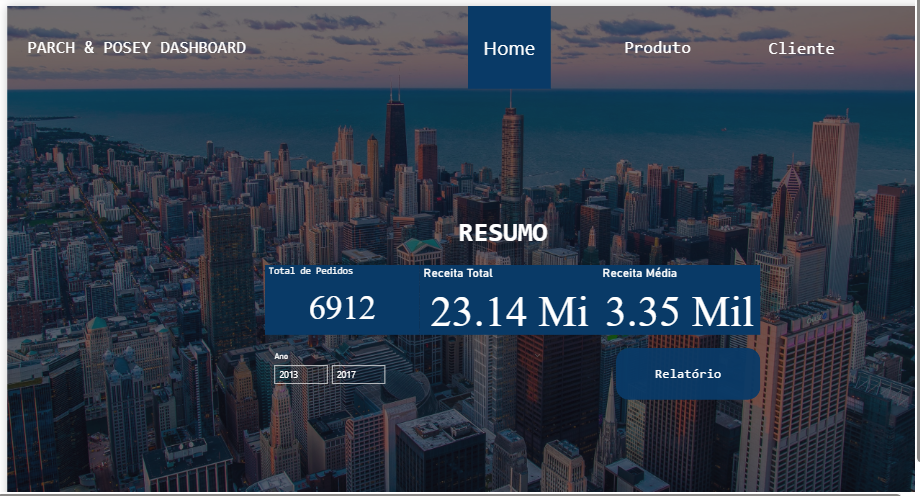 PARCH & POSEY DASHBOARD
Home
Produto
Cliente
RESUMO
Total de Pedidos
Receita Total
Receita Média
6912
23.14 Mi
3.35 Mil
Ano
2013
2017
Relatório